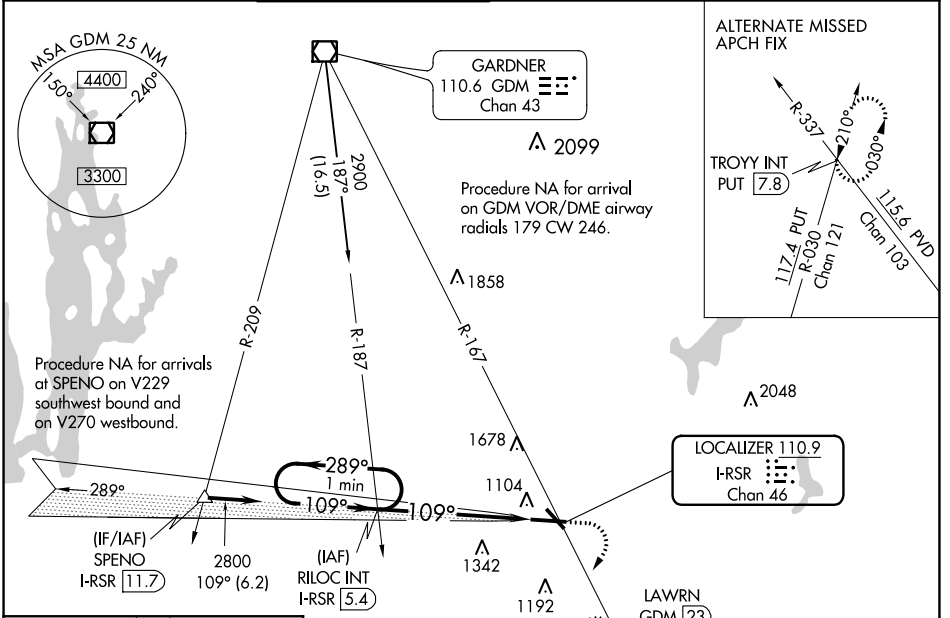 MSA GDM 25 NM
4400
150°
240°
3300
GARDNER
110.6 GDM
Chan 43
2099
2900
187°
(16.5)
Procedure NA for arrival
on GDM VOR/DME airway
radials 179 CW 246.
1858
R-209
R-187
R-167
Procedure NA for arrivals
at SPENO on V229
southwest bound and
on V270 westbound.
ALTERNATE MISSED
APCH FIX
R-337
210°
030°
TROYY INT
PUT 7.8
117.4 PUT
R-030
Chan 121
115.6 PVD
Chan 103
2048
1678
LOCALIZER 110.9
I-RSR
Chan 46
289°
1 min
109°
109°
289°
1104
(IF/IAF)
SPENO
I-RSR 11.7
2800
109° (6.2)
(IAF)
RILOC INT
I-RSR 5.4
1342
1192
LAWRN
GDM 23